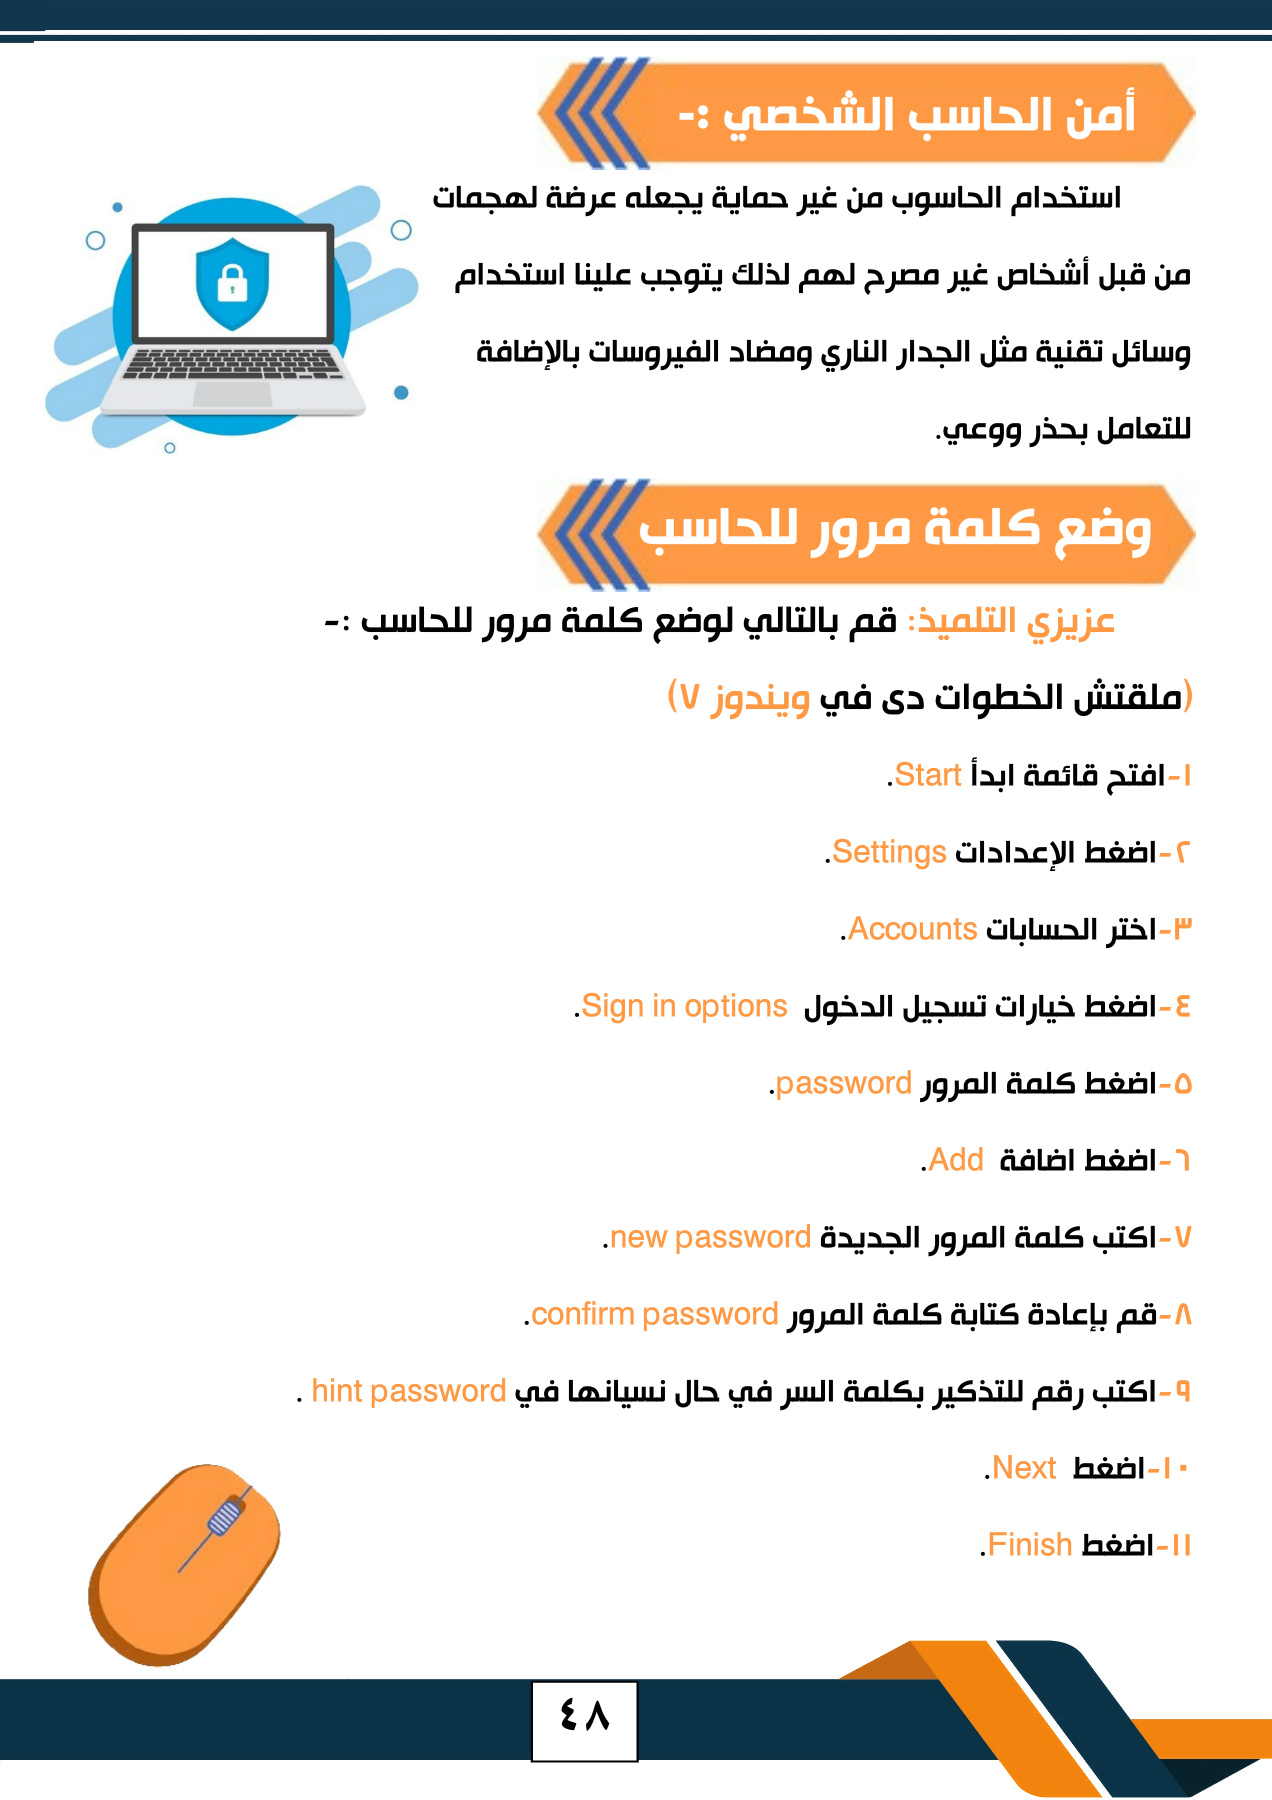 أمن الحاسب الشخصي :-
استخدام الحاسوب من غير حماية يجعله عرضة لهجمات
من قبل أشخاص غير مصرح لهم لذلك يتوجب علينا استخدام
وسائل تقنية مثل الجدار الناري ومضاد الفيروسات بالإضافة
للتعامل بحذر ووعي.
وضع كلمة مرور للحاسب
عزيزي التلميذ: قم بالتالي لوضع كلمة مرور للحاسب :-
(ملقتش الخطوات دى في ويندوز ٧)
١-افتح قائمة ابدأ Start.
٢-اضغط الإعدادات Settings.
٣-اختر الحسابات Accounts.
٤-اضغط خيارات تسجيل الدخول Sign in options.
٥-اضغط كلمة المرور password.
٦-اضغط اضافة Add.
٧-اكتب كلمة المرور الجديدة new password.
٨-قم بإعادة كتابة كلمة المرور confirm password.
٩-اكتب رقم للتذكير بكلمة السر في حال نسيانها في hint password .
١٠-اضغط Next.
١١-اضغط Finish.
٤٨